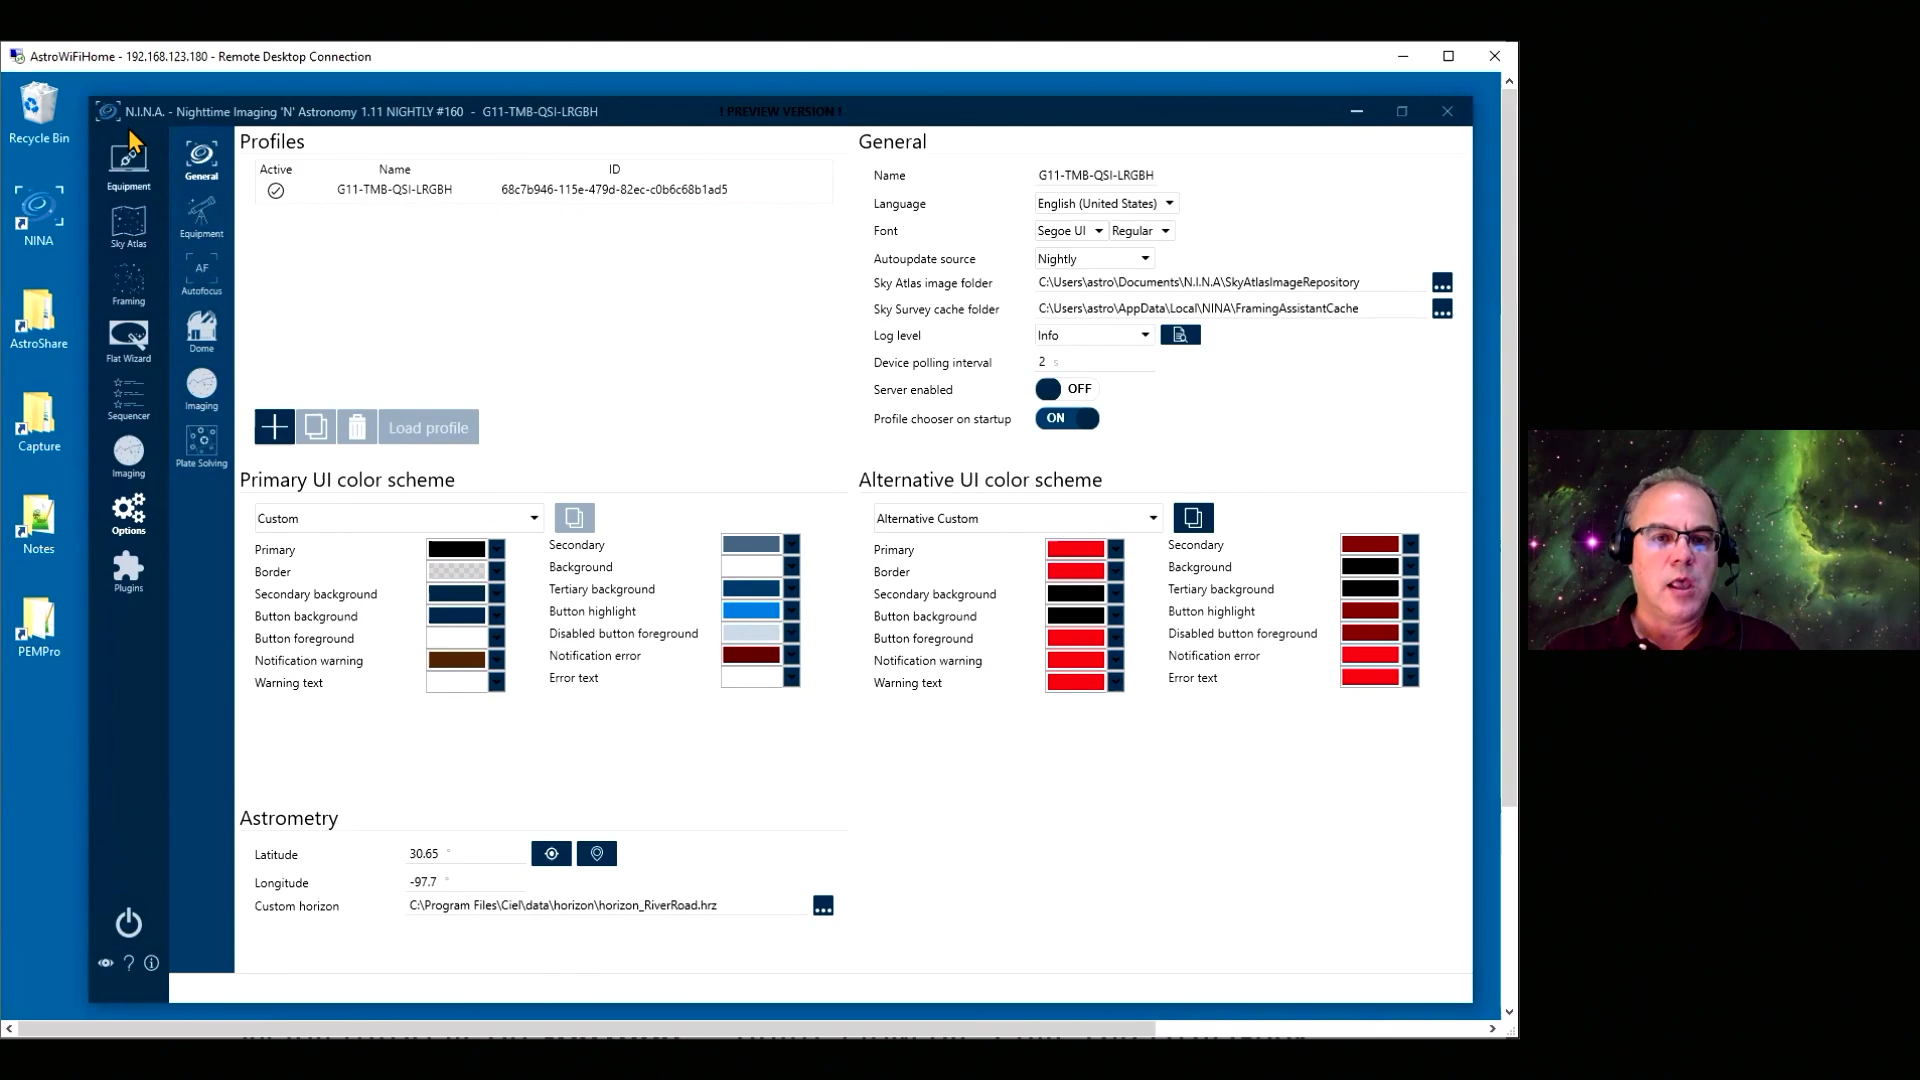 AstroWiFiHome - 192.168.123.180 - Remote Desktop Connection
N.I.N.A. - Nighttime Imaging 'N' Astronomy 1.11 NIGHTLY #160 - G11-TMB-QSI-LRGBH
! PREVIEW VERSION !
Recycle Bin
NINA
AstroShare
Capture
Notes
PEMPro
Equipment
Sky Atlas
Framing
Flat Wizard
Sequencer
Imaging
Options
Plugins
General
Equipment
AF
Autofocus
Dome
Imaging
Plate Solving
Profiles
Active Name ID
G11-TMB-QSI-LRGBH 68c7b946-115e-479d-82ec-c0b6c68b1ad5
Load profile
General
Name G11-TMB-QSI-LRGBH
Language English (United States)
Font Segoe UI Regular
Autoupdate source Nightly
Sky Atlas image folder C:\Users\astro\Documents\N.I.N.A\SkyAtlasImageRepository
...
Sky Survey cache folder C:\Users\astro\AppData\Local\NINA\FramingAssistantCache
...
Log level Info
Device polling interval 2 s
Server enabled OFF
Profile chooser on startup ON
Primary UI color scheme
Custom
Primary Secondary
Border Background
Secondary background Tertiary background
Button background Button highlight
Button foreground Disabled button foreground
Notification warning Notification error
Warning text Error text
Alternative UI color scheme
Alternative Custom
Primary Secondary
Border Background
Secondary background Tertiary background
Button background Button highlight
Button foreground Disabled button foreground
Notification warning Notification error
Warning text Error text
Astrometry
Latitude 30.65 °
Longitude -97.7 °
Custom horizon C:\Program Files\Ciel\data\horizon\horizon_RiverRoad.hrz
...
?